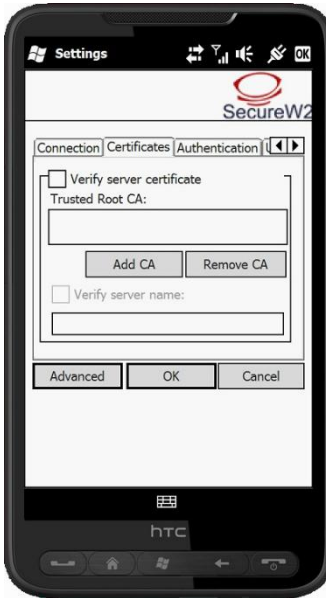 Settings
OK
SecureW2
Connection Certificates Authentication
Verify server certificate
Trusted Root CA:
Add CA Remove CA
Verify server name:
Advanced OK Cancel
hTC